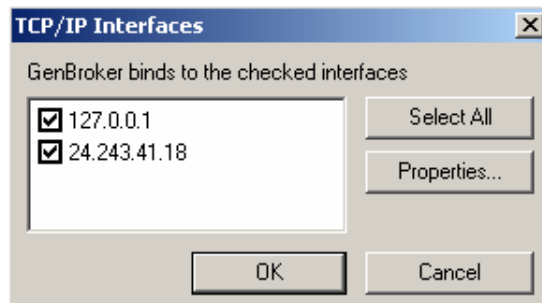 TCP/IP Interfaces
GenBroker binds to the checked interfaces
127.0.0.1
24.243.41.18
Select All
Properties...
OK
Cancel